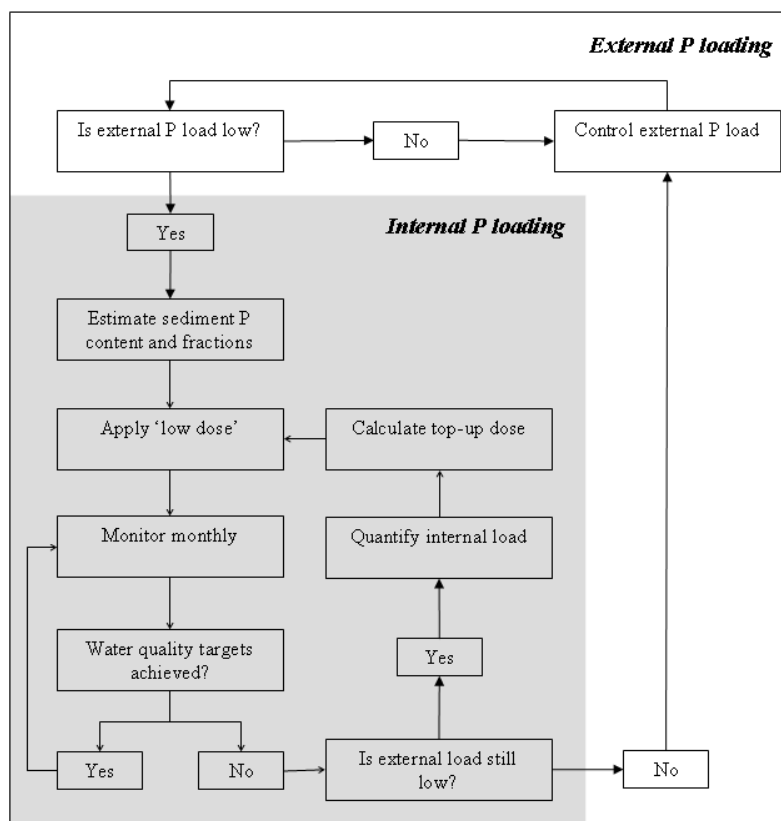 External P loading
Is external P load low?
No
Control external P load
Yes
Internal P loading
Estimate sediment P
content and fractions
Apply ‘low dose’
Calculate top-up dose
Monitor monthly
Quantify internal load
Water quality targets
achieved?
Yes
Yes
No
Is external load still
low?
No